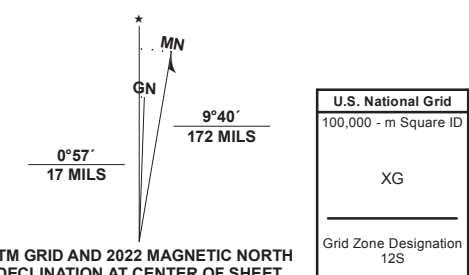 ★
MN
GN
0°57´
17 MILS
9°40´
172 MILS
TM GRID AND 2022 MAGNETIC NORTH
DECLINATION AT CENTER OF SHEET
U.S. National Grid
100,000 - m Square ID
XG
Grid Zone Designation
12S